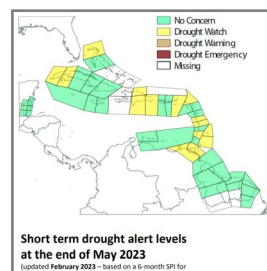 No Concern
Drought Watch
Drought Warning
Drought Emergency
Missing
Short term drought alert levels
at the end of May 2023
(updated February 2023 – based on a 6-month SPI for